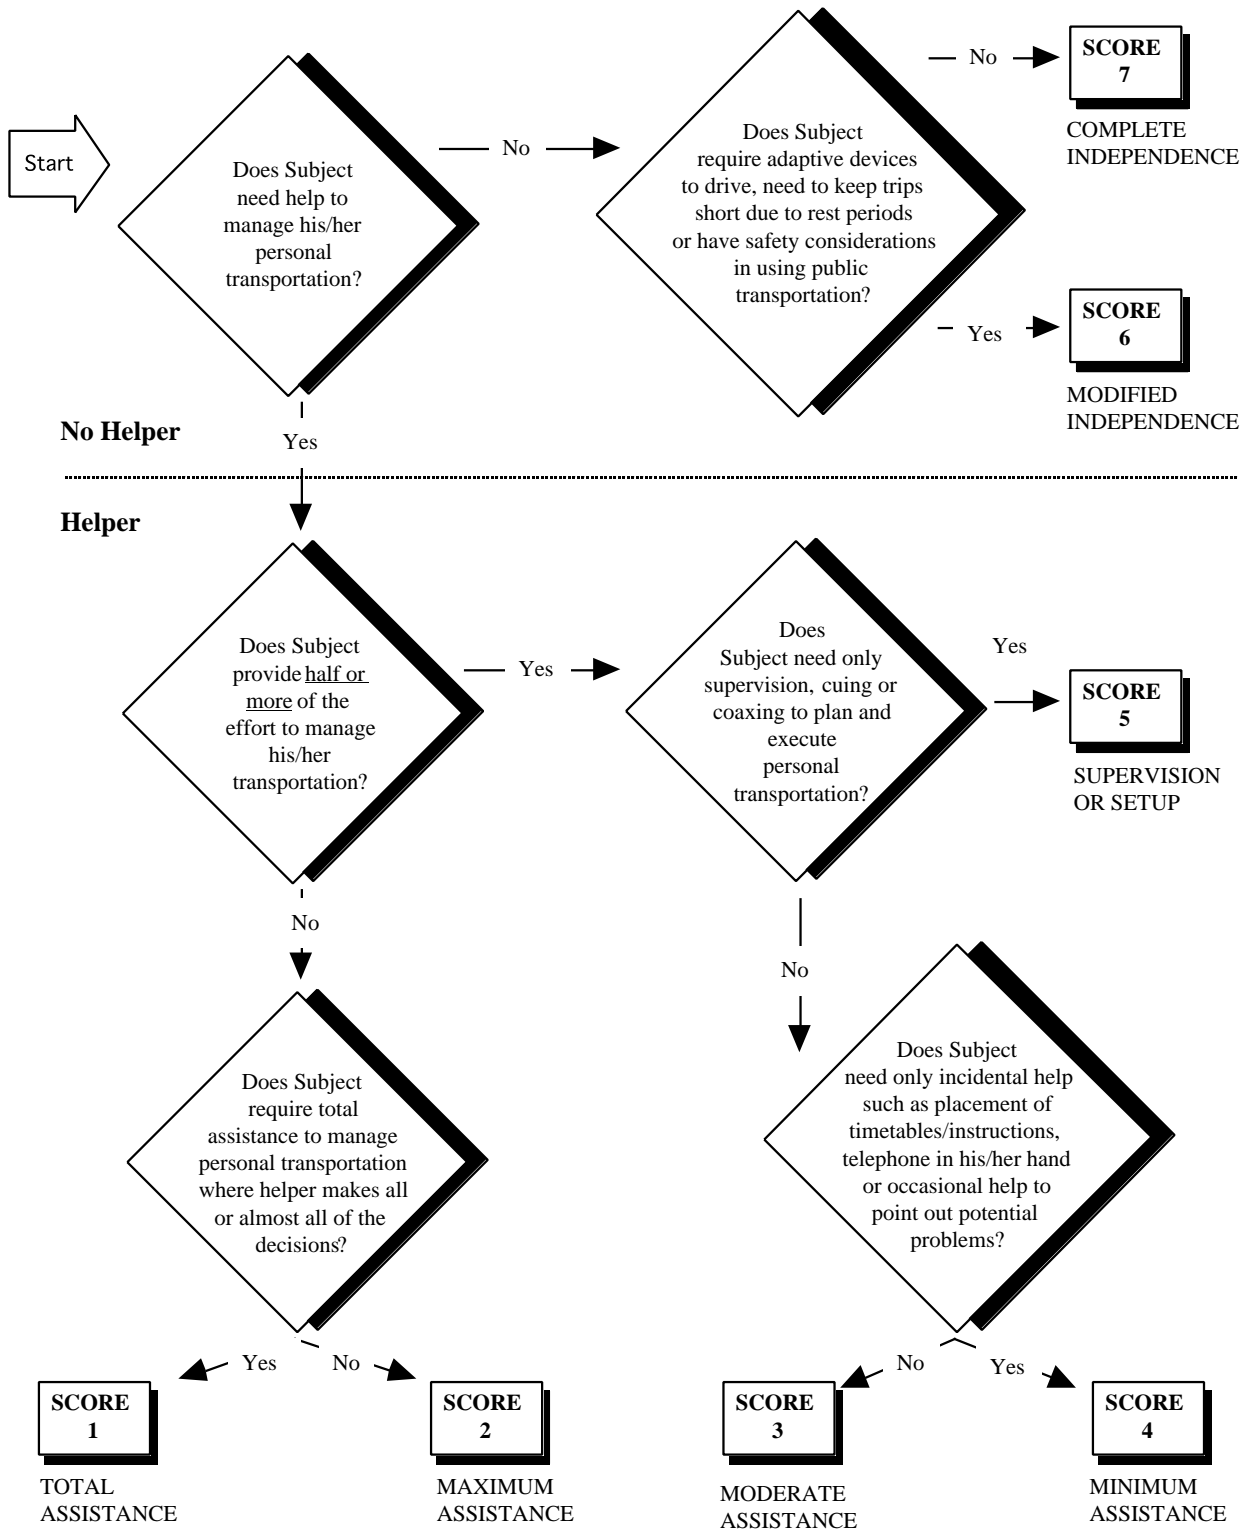 Start
Does Subject
need help to
manage his/her
personal
transportation?
No
Does Subject
require adaptive devices
to drive, need to keep trips
short due to rest periods
or have safety considerations
in using public
transportation?
No
SCORE
7
COMPLETE
INDEPENDENCE
Yes
SCORE
6
MODIFIED
INDEPENDENCE
No Helper
Yes
Helper
Does Subject
provide half or
more of the
effort to manage
his/her
transportation?
Yes
Does
Subject need only
supervision, cuing or
coaxing to plan and
execute
personal
transportation?
Yes
SCORE
5
SUPERVISION
OR SETUP
No
No
Does Subject
require total
assistance to manage
personal transportation
where helper makes all
or almost all of the
decisions?
Does Subject
need only incidental help
such as placement of
timetables/instructions,
telephone in his/her hand
or occasional help to
point out potential
problems?
Yes
No
No
Yes
SCORE
1
TOTAL
ASSISTANCE
SCORE
2
MAXIMUM
ASSISTANCE
SCORE
3
MODERATE
ASSISTANCE
SCORE
4
MINIMUM
ASSISTANCE